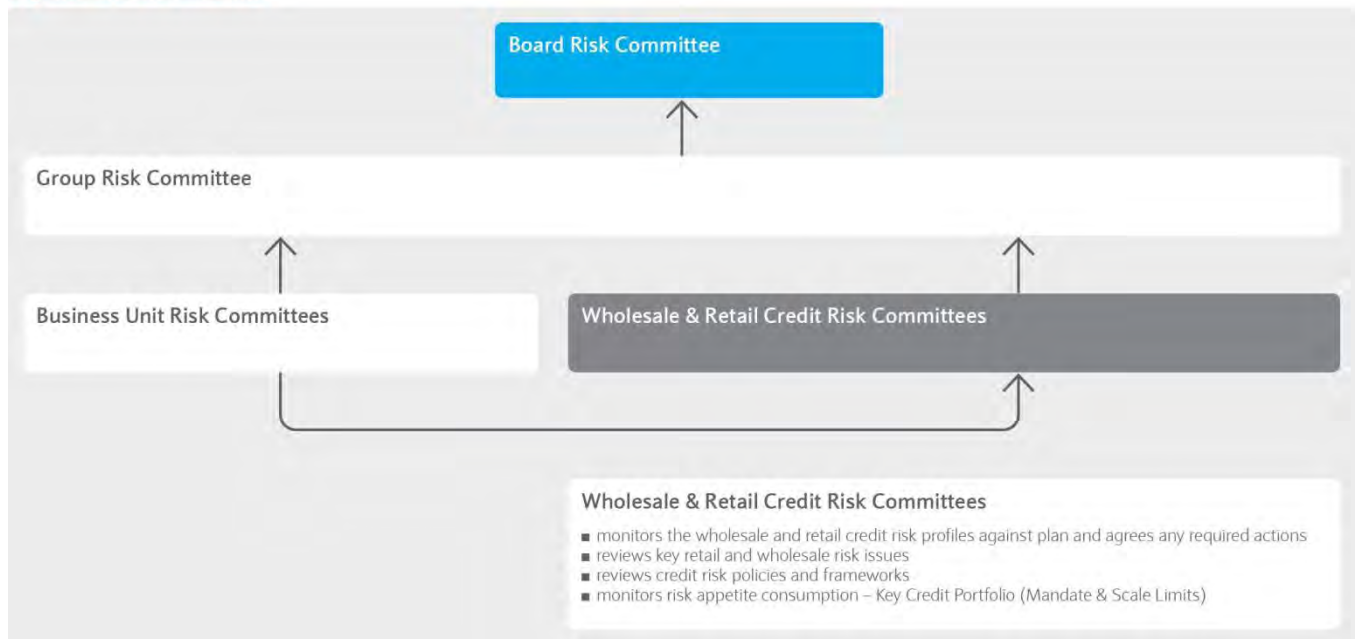 Board Risk Committee
Group Risk Committee
Business Unit Risk Committees
Wholesale & Retail Credit Risk Committees
Wholesale & Retail Credit Risk Committees
■ monitors the wholesale and retail credit risk profiles against plan and agrees any required actions
■ reviews key retail and wholesale risk issues
■ reviews credit risk policies and frameworks
■ monitors risk appetite consumption – Key Credit Portfolio (Mandate & Scale Limits)